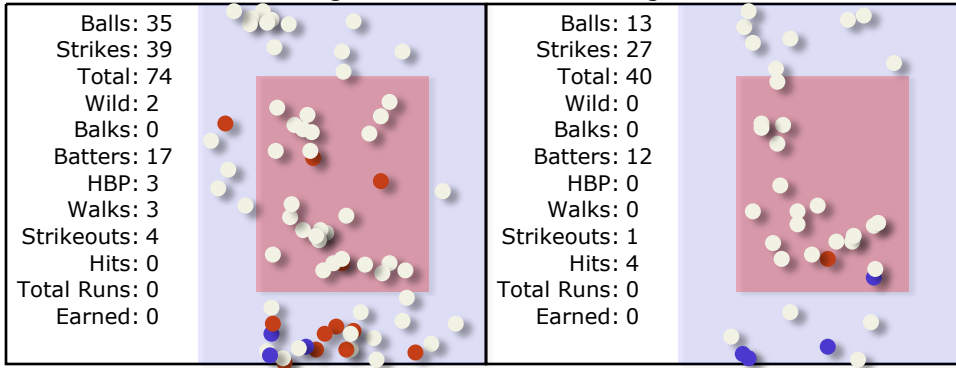 Balls: 35
Strikes: 39
Total: 74
Wild: 2
Balks: 0
Batters: 17
HBP: 3
Walks: 3
Strikeouts: 4
Hits: 0
Total Runs: 0
Earned: 0
Balls: 13
Strikes: 27
Total: 40
Wild: 0
Balks: 0
Batters: 12
HBP: 0
Walks: 0
Strikeouts: 1
Hits: 4
Total Runs: 0
Earned: 0